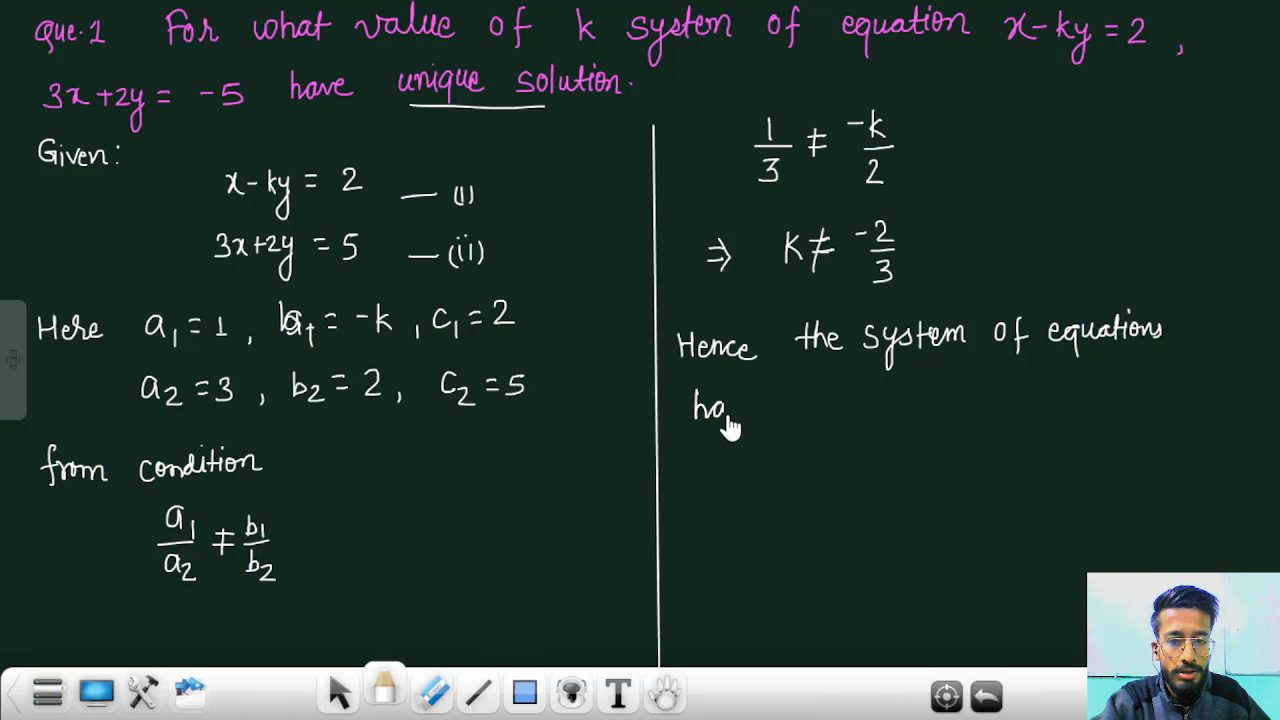 Que.1 For what value of k system of equation x-ky=2,
3x+2y= -5 have unique solution.
Given:
x-ky= 2 —(i)
3x+2y = 5 —(ii)
Here a₁=1, b₁= -k, c₁=2
a₂=3, b₂=2, c₂=5
from condition
a₁/a₂ ≠ b₁/b₂
1/3 ≠ -k/2
⇒ k≠ -2/3
Hence the system of equations
ha
T